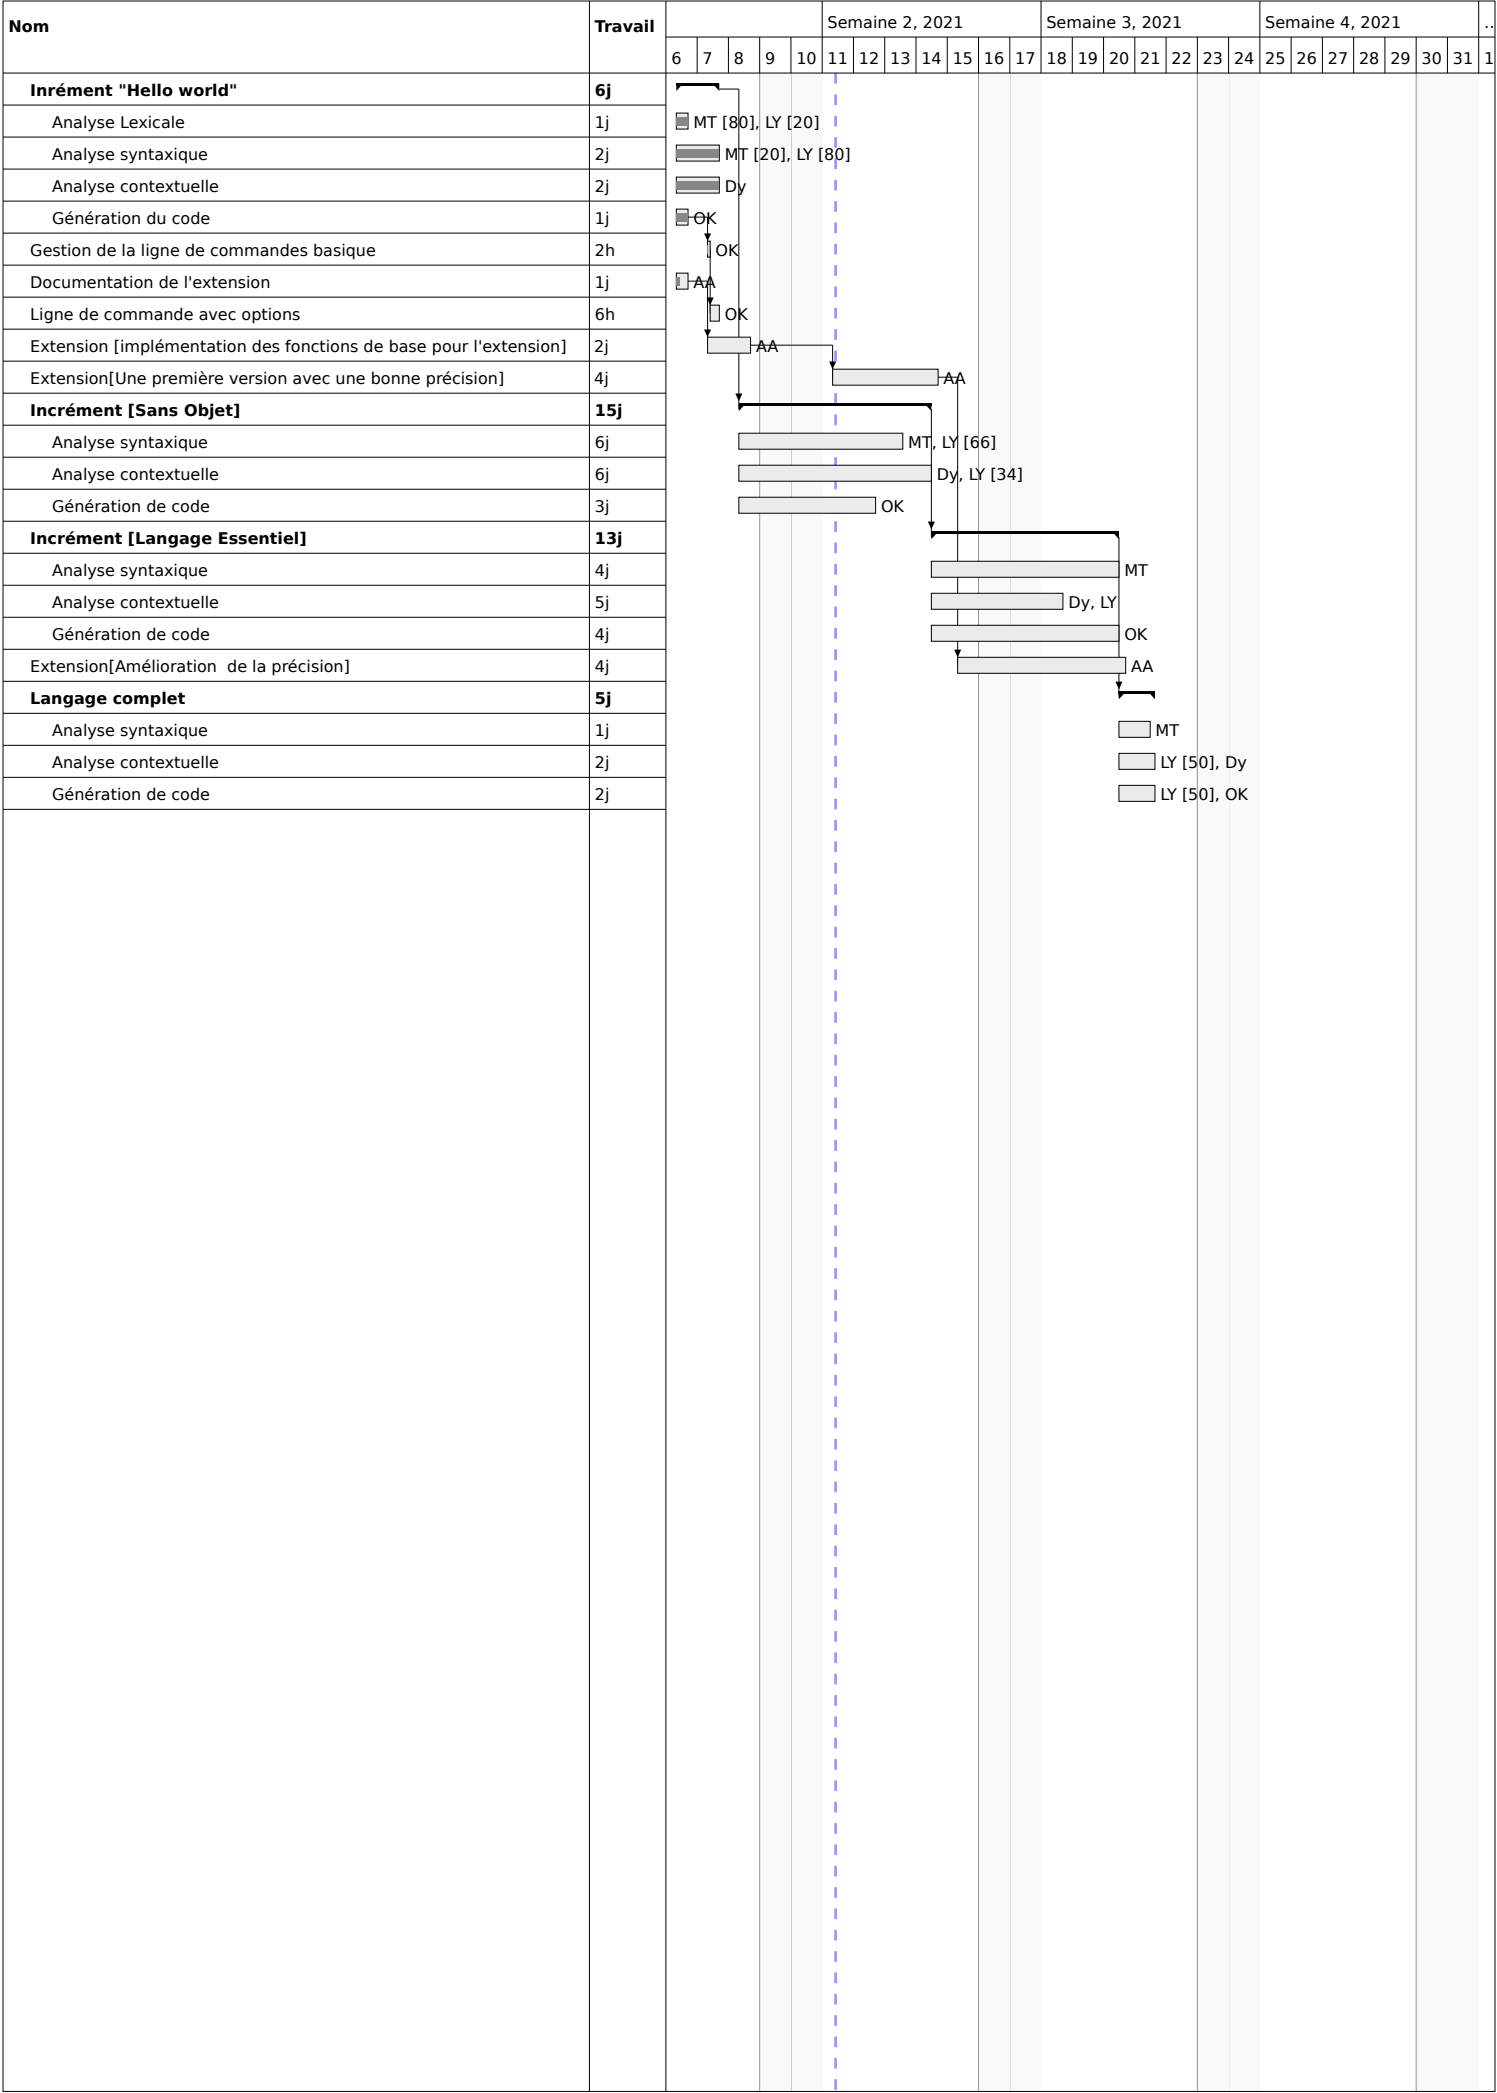 Nom Travail Semaine 2, 2021 Semaine 3, 2021 Semaine 4, 2021 ..
6 7 8 9 10 11 12 13 14 15 16 17 18 19 20 21 22 23 24 25 26 27 28 29 30 31 1
Inrément "Hello world" 6j
Analyse Lexicale 1j MT [80], LY [20]
Analyse syntaxique 2j MT [20], LY [80]
Analyse contextuelle 2j Dy
Génération du code 1j OK
Gestion de la ligne de commandes basique 2h OK
Documentation de l'extension 1j AA
Ligne de commande avec options 6h OK
Extension [implémentation des fonctions de base pour l'extension] 2j AA
Extension[Une première version avec une bonne précision] 4j AA
Incrément [Sans Objet] 15j
Analyse syntaxique 6j MT, LY [66]
Analyse contextuelle 6j Dy, LY [34]
Génération de code 3j OK
Incrément [Langage Essentiel] 13j
Analyse syntaxique 4j MT
Analyse contextuelle 5j Dy, LY
Génération de code 4j OK
Extension[Amélioration  de la précision] 4j AA
Langage complet 5j
Analyse syntaxique 1j MT
Analyse contextuelle 2j LY [50], Dy
Génération de code 2j LY [50], OK